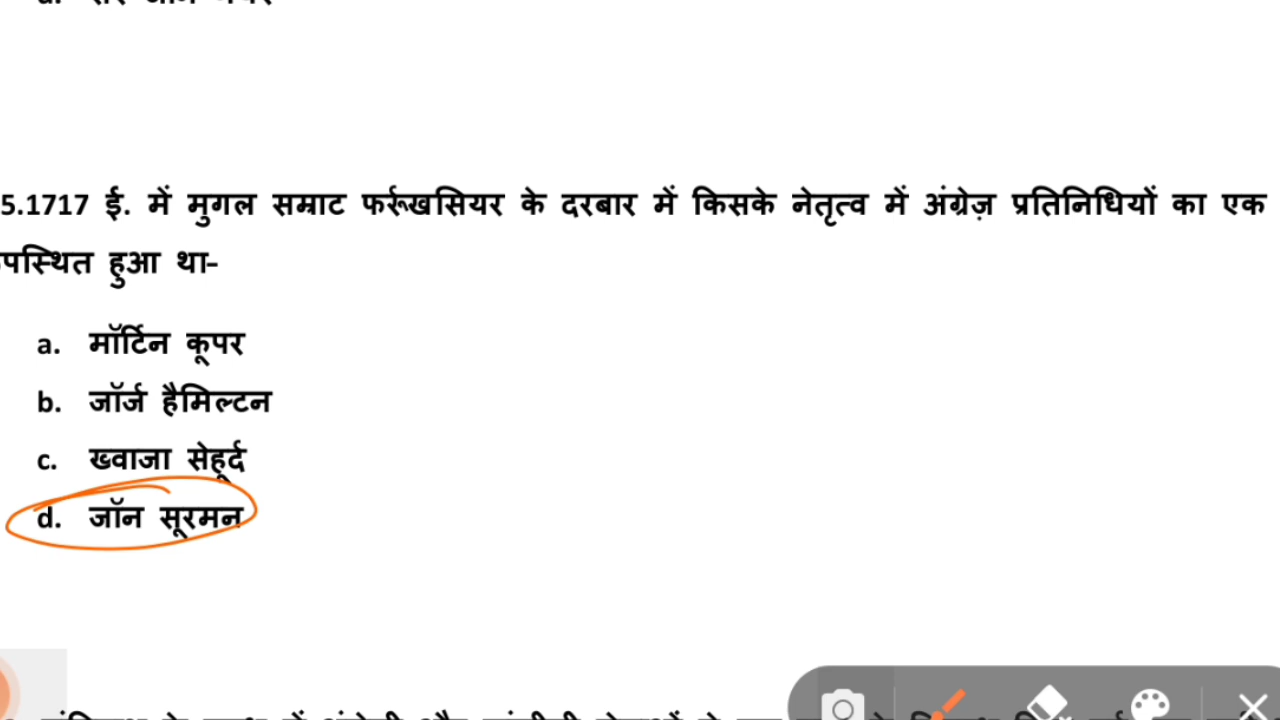 5.1717 ई. में मुगल सम्राट फर्रूखसियर के दरबार में किसके नेतृत्व में अंग्रेज़ प्रतिनिधियों का एक
पस्थित हुआ था-
a. मॉर्टिन कूपर
b. जॉर्ज हैमिल्टन
c. ख्वाजा सेहूर्द
d. जॉन सूरमन